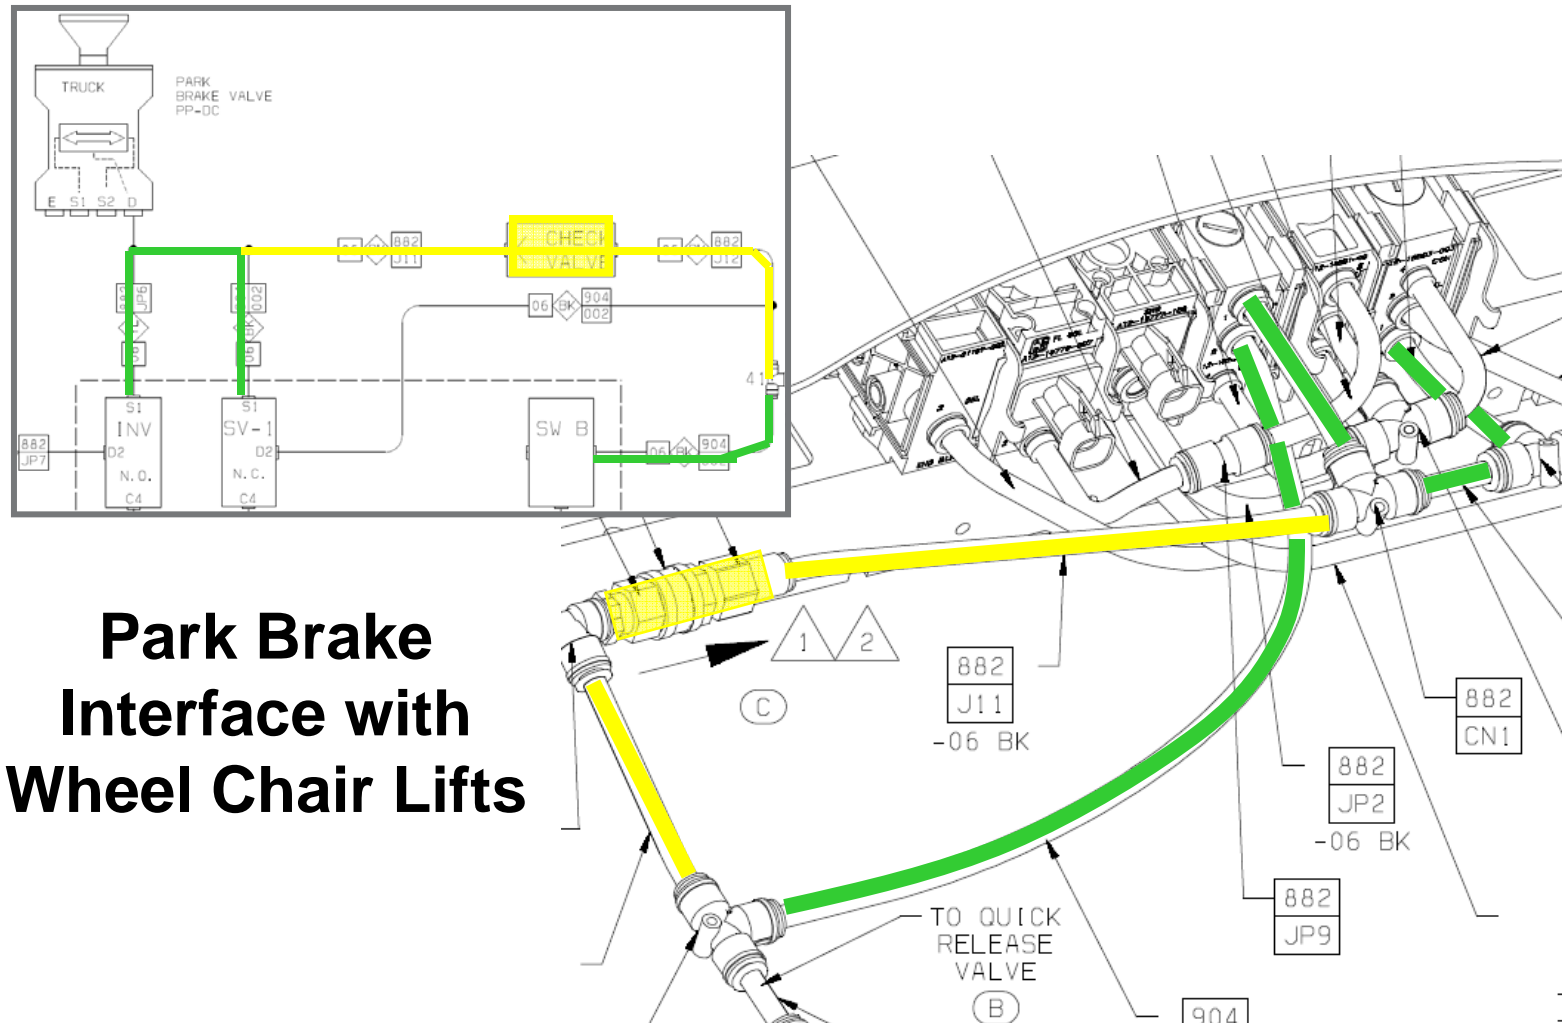 TRUCK
PARK
BRAKE VALVE
PP-DC
E S1 S2 D
882
J11
CHECK
VALVE
882
J12
882
JP6
002
06
BK
904
002
41
S1
INV
D2
N.O.
C4
S1
SV-1
D2
N.C.
C4
SW B
06
BK
904
882
JP7
Park Brake
Interface with
Wheel Chair Lifts
1
2
C
882
J11
-06 BK
882
CN1
882
JP2
-06 BK
882
JP9
TO QUICK
RELEASE
VALVE
B
904